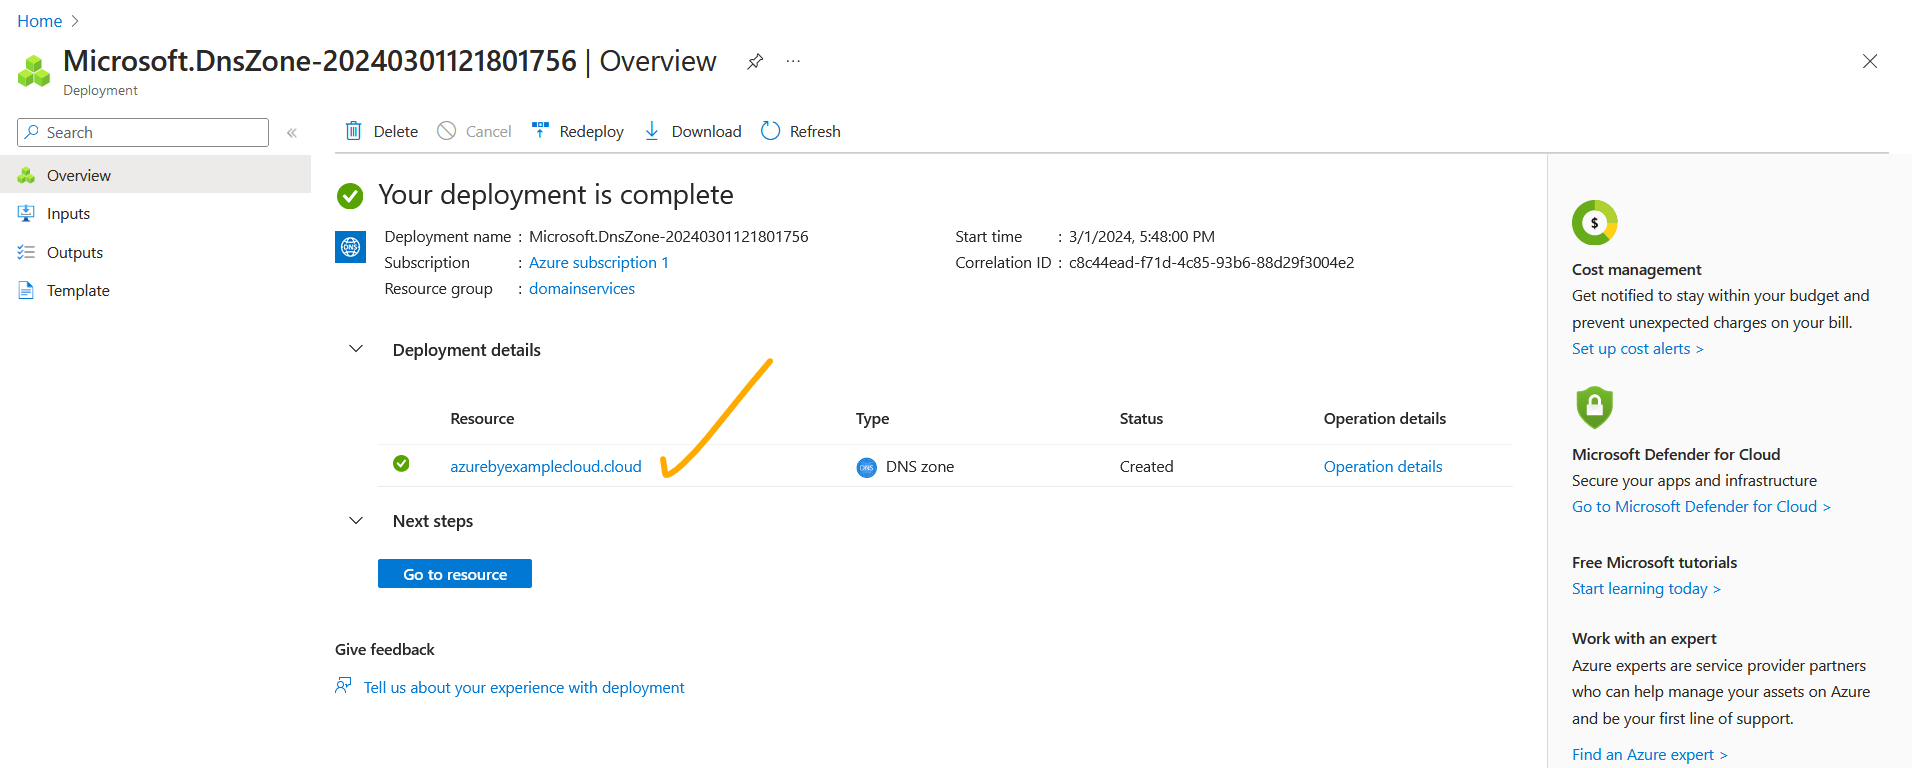 Home
Microsoft.DnsZone-20240301121801756 | Overview
Deployment
Search
Delete Cancel Redeploy Download Refresh
Overview
Inputs
Outputs
Template
Your deployment is complete
DNS
Deployment name : Microsoft.DnsZone-20240301121801756
Subscription : Azure subscription 1
Resource group : domainservices
Start time : 3/1/2024, 5:48:00 PM
Correlation ID : c8c44ead-f71d-4c85-93b6-88d29f3004e2
Deployment details
Resource Type Status Operation details
azurebyexamplecloud.cloud DNS DNS zone Created Operation details
Next steps
Go to resource
Give feedback
Tell us about your experience with deployment
$
Cost management
Get notified to stay within your budget and
prevent unexpected charges on your bill.
Set up cost alerts >
Microsoft Defender for Cloud
Secure your apps and infrastructure
Go to Microsoft Defender for Cloud >
Free Microsoft tutorials
Start learning today >
Work with an expert
Azure experts are service provider partners
who can help manage your assets on Azure
and be your first line of support.
Find an Azure expert >